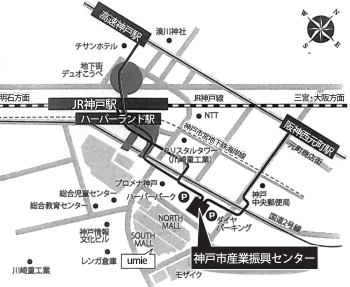 高速神戸駅
湊川神社
チサンホテル
N
W
E
S
地下街
デュオこうべ
明石方面
JR神戸駅
JR神戸線
三宮・大阪方面
ハーバーランド駅
NTT
阪神西元町駅
神戸市営地下鉄海岸線
クリスタルタワー
(川崎重工業)
元町商店街
プロメナ神戸
総合児童センター
ハーバーパーク
P
神戸
中央郵便局
総合教育センター
NORTH
MALL
P
ダイヤ
パーキング
国道2号線
神戸情報
文化ビル
SOUTH
MALL
神戸市産業振興センター
レンガ倉庫
umie
川崎重工業
モザイク